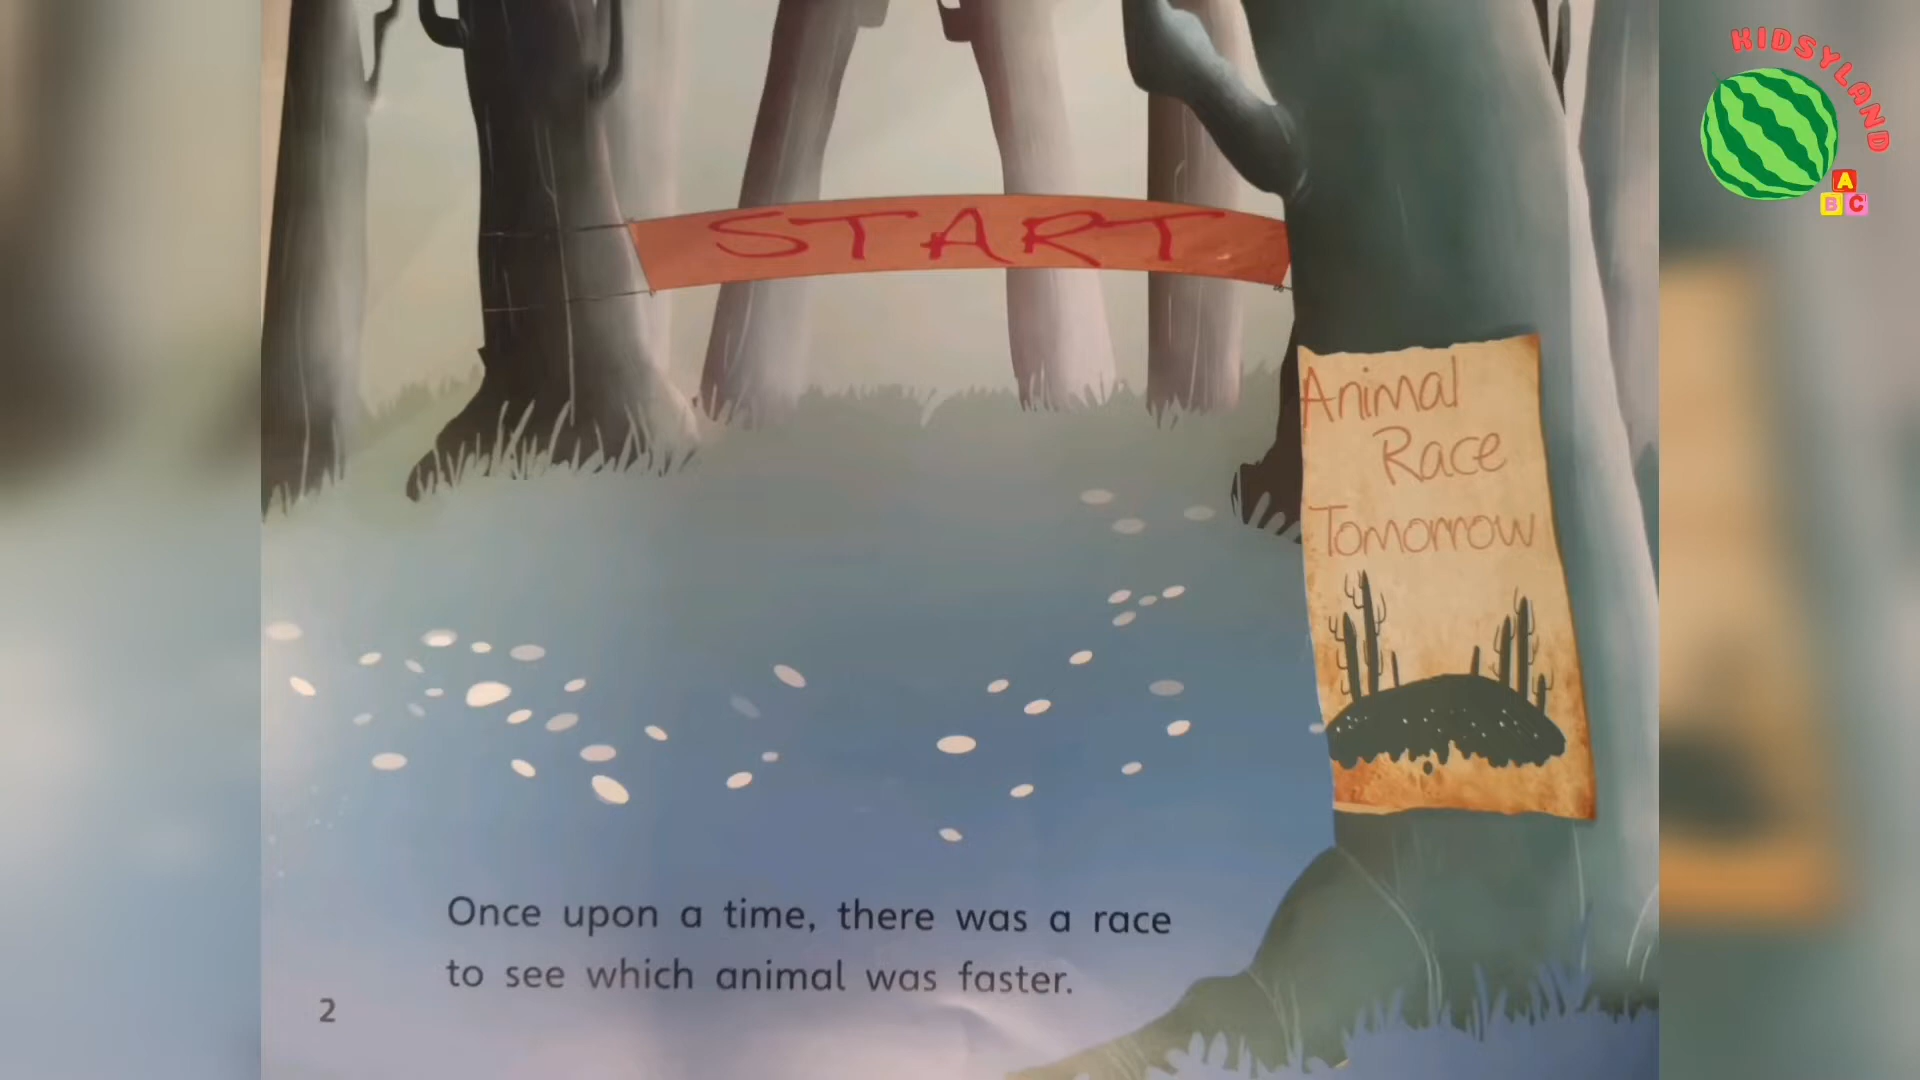 KIDSYLAND
A
B C
START
Animal
Race
Tomorrow
Once upon a time, there was a race
to see which animal was faster.
2